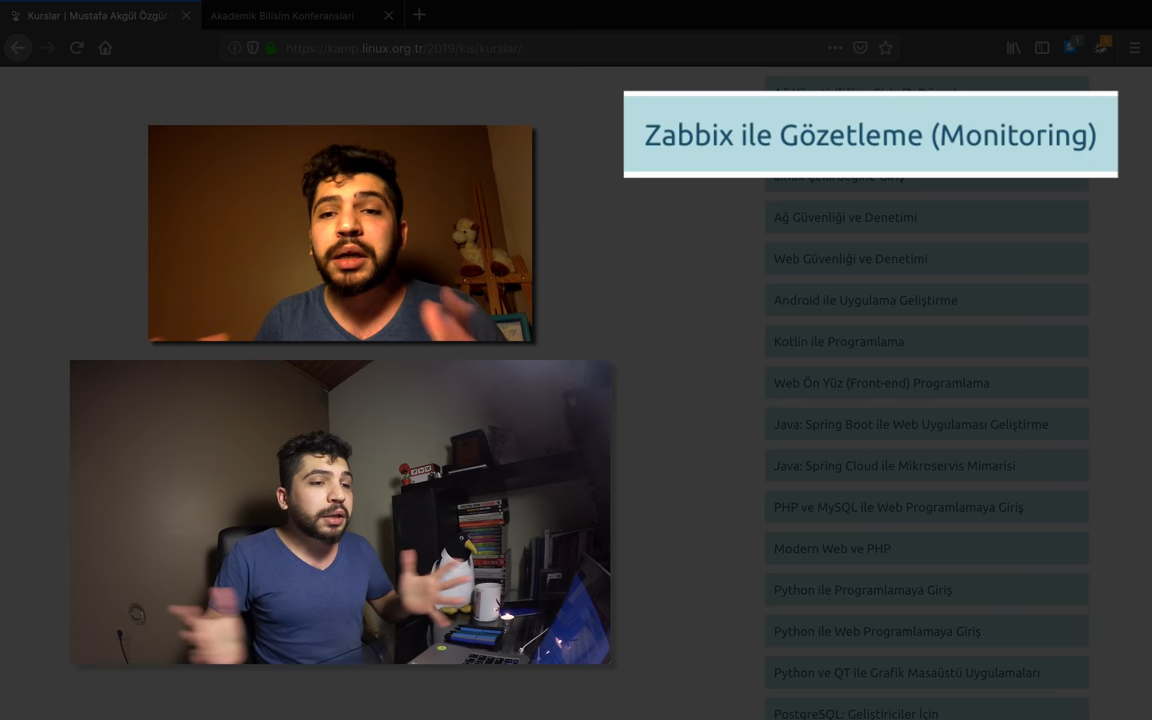 Kurslar | Mustafa Akgül Özgür
Akademik Bilisim Konferansları
https://kamp.linux.org.tr/2019/kis/kurslar/
Zabbix ile Gözetleme (Monitoring)
Linux Çekirdeğine Giriş
Ağ Güvenliği ve Denetimi
Web Güvenliği ve Denetimi
Android ile Uygulama Geliştirme
Kotlin ile Programlama
Web Ön Yüz (Front-end) Programlama
Java: Spring Boot ile Web Uygulaması Geliştirme
Java: Spring Cloud ile Mikroservis Mimarisi
PHP ve MySQL ile Web Programlamaya Giriş
Modern Web ve PHP
Python ile Programlamaya Giriş
Python ile Web Programlamaya Giriş
Python ve QT ile Grafik Masaüstü Uygulamaları
PostgreSQL: Geliştiriciler İçin